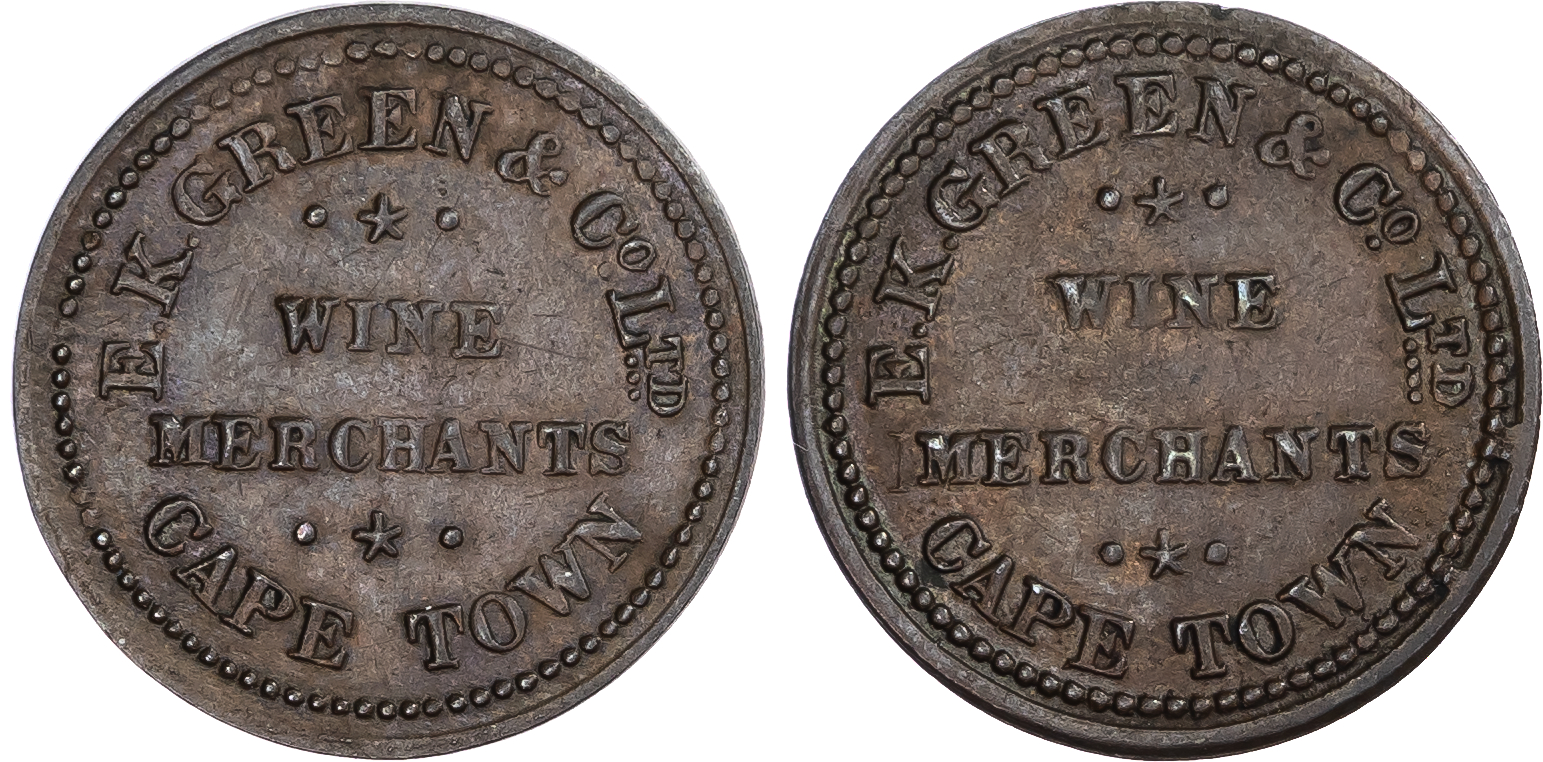 E.K.GREEN & Co. LTD
WINE
MERCHANTS
CAPE TOWN
E.K.GREEN & Co. LTD
WINE
MERCHANTS
CAPE TOWN